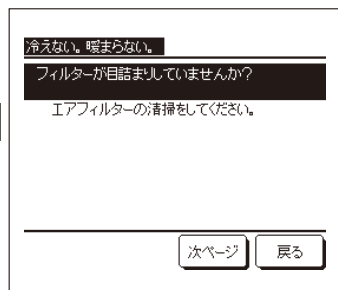 冷えない。暖まらない。
フィルターが目詰まりしていませんか?
エアフィルターの清掃をしてください。
次ページ
戻る